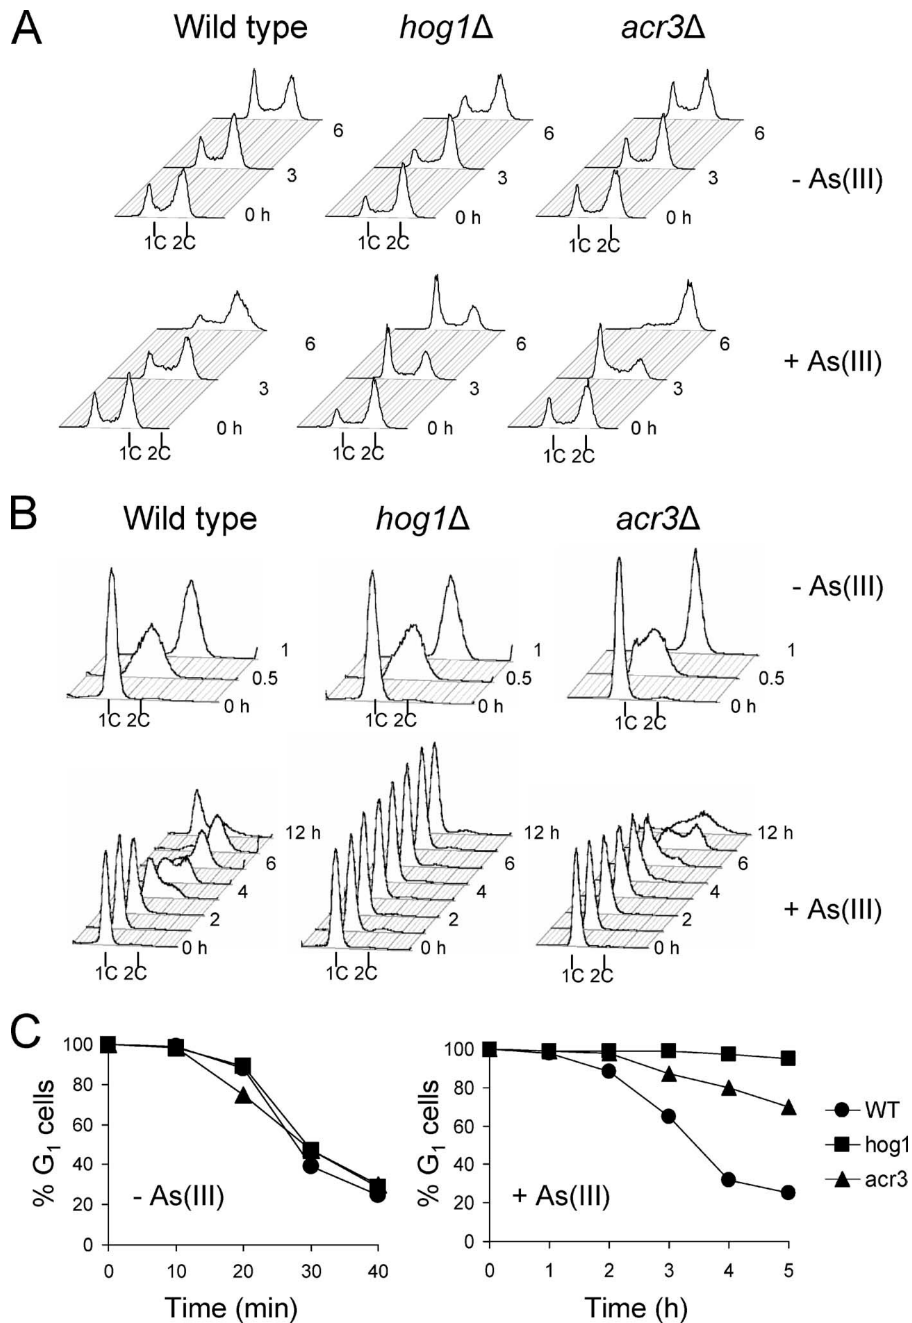 A
Wild type hog1Δ acr3Δ
6 6 6
3 3 3
0 h 0 h 0 h
- As(III)
1C 2C 1C 2C 1C 2C
6 6 6
3 3 3
0 h 0 h 0 h
+ As(III)
1C 2C 1C 2C 1C 2C
B
Wild type hog1Δ acr3Δ
- As(III)
1 1 1
0.5 0.5 0.5
0 h 0 h 0 h
1C 2C 1C 2C 1C 2C
12 h 12 h 12 h
6 6 6
4 4 4
2 2 2
+ As(III)
0 h 0 h 0 h
1C 2C 1C 2C 1C 2C
C
% G1 cells
100
80
60
40
20
0
- As(III)
0 10 20 30 40
Time (min)
% G1 cells
100
80
60
40
20
0
+ As(III)
0 1 2 3 4 5
Time (h)
WT
hog1
acr3